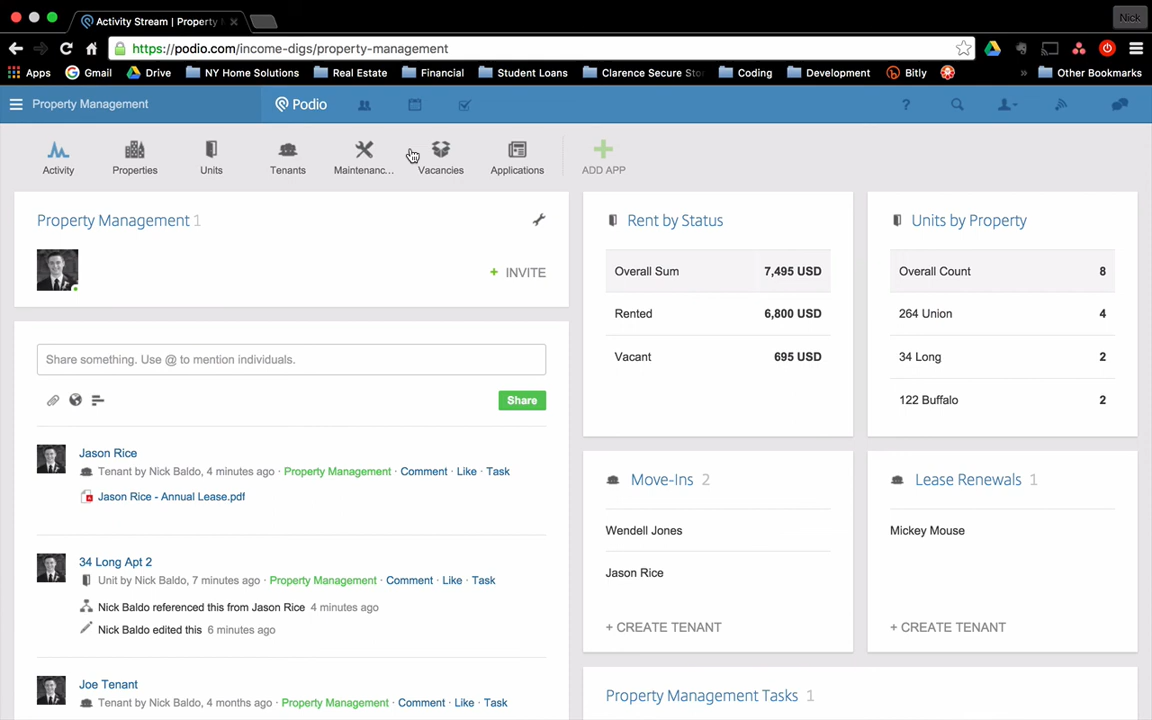 Activity Stream | Property
Nick
https://podio.com/income-digs/property-management
Apps Gmail Drive NY Home Solutions Real Estate Financial Student Loans Clarence Secure Sto Coding Development Bitly » Other Bookmarks
Property Management Podio ?
Activity Properties Units Tenants Maintenanc... Vacancies Applications ADD APP
Property Management 1
+ INVITE
Share something. Use @ to mention individuals.
Share
Jason Rice
Tenant by Nick Baldo, 4 minutes ago · Property Management · Comment · Like · Task
Jason Rice - Annual Lease.pdf
34 Long Apt 2
Unit by Nick Baldo, 7 minutes ago · Property Management · Comment · Like · Task
Nick Baldo referenced this from Jason Rice 4 minutes ago
Nick Baldo edited this 6 minutes ago
Joe Tenant
Tenant by Nick Baldo, 4 months ago · Property Management · Comment · Like · Task
Rent by Status
Overall Sum 7,495 USD
Rented 6,800 USD
Vacant 695 USD
Units by Property
Overall Count 8
264 Union 4
34 Long 2
122 Buffalo 2
Move-Ins 2
Wendell Jones
Jason Rice
+ CREATE TENANT
Lease Renewals 1
Mickey Mouse
+ CREATE TENANT
Property Management Tasks 1